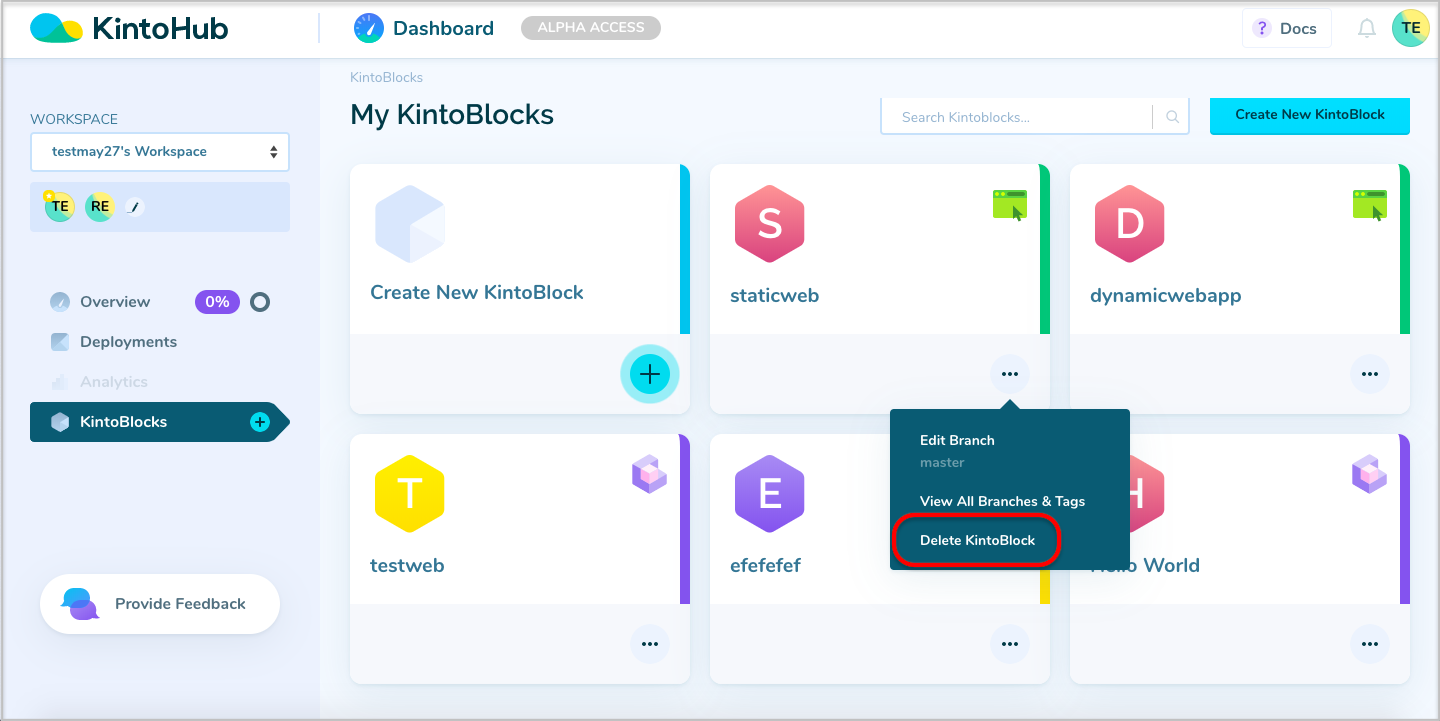 KintoHub
Dashboard
ALPHA ACCESS
? Docs
TE
WORKSPACE
testmay27's Workspace
TE
RE
Overview
0%
Deployments
Analytics
KintoBlocks
Provide Feedback
KintoBlocks
My KintoBlocks
Search Kintoblocks...
Create New KintoBlock
Create New KintoBlock
S
staticweb
D
dynamicwebapp
Edit Branch
master
View All Branches & Tags
Delete KintoBlock
T
testweb
E
efefefef
H
Hello World